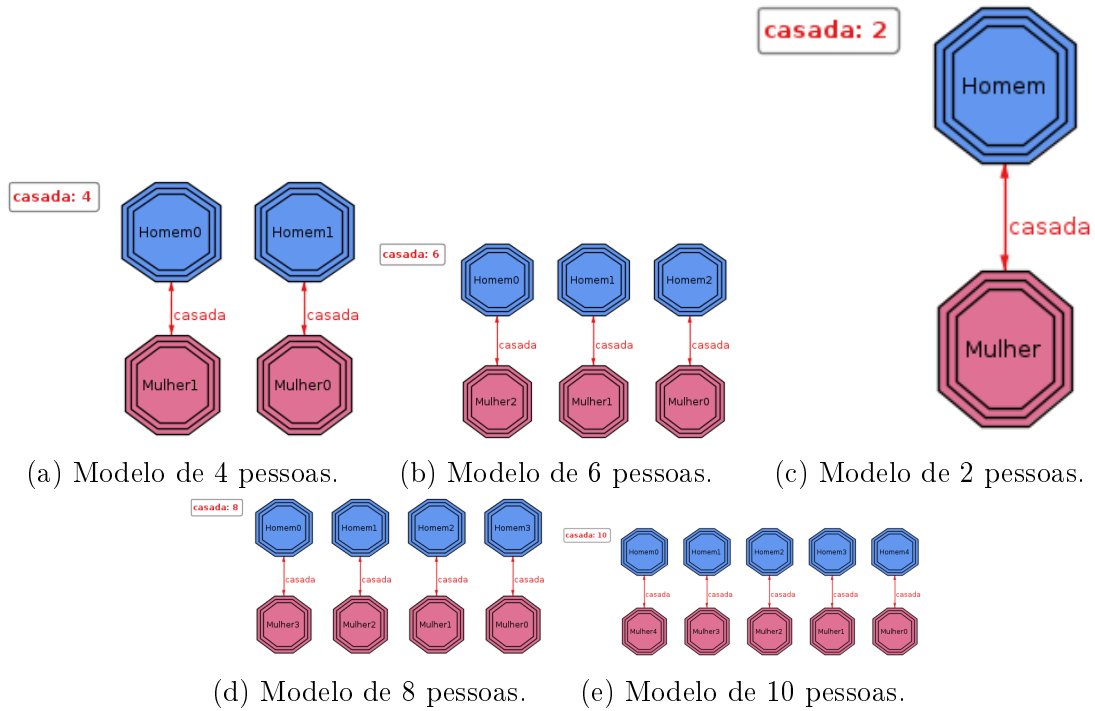 casada: 4
Homem0 Homem1
casada casada
Mulher1 Mulher0
(a) Modelo de 4 pessoas.
casada: 6
Homem0 Homem1 Homem2
casada casada casada
Mulher2 Mulher1 Mulher0
(b) Modelo de 6 pessoas.
casada: 2
Homem
casada
Mulher
(c) Modelo de 2 pessoas.
casada: 8
Homem0 Homem1 Homem2 Homem3
casada casada casada casada
Mulher3 Mulher2 Mulher1 Mulher0
(d) Modelo de 8 pessoas.
casada: 10
Homem0 Homem1 Homem2 Homem3 Homem4
casada casada casada casada casada
Mulher4 Mulher3 Mulher2 Mulher1 Mulher0
(e) Modelo de 10 pessoas.